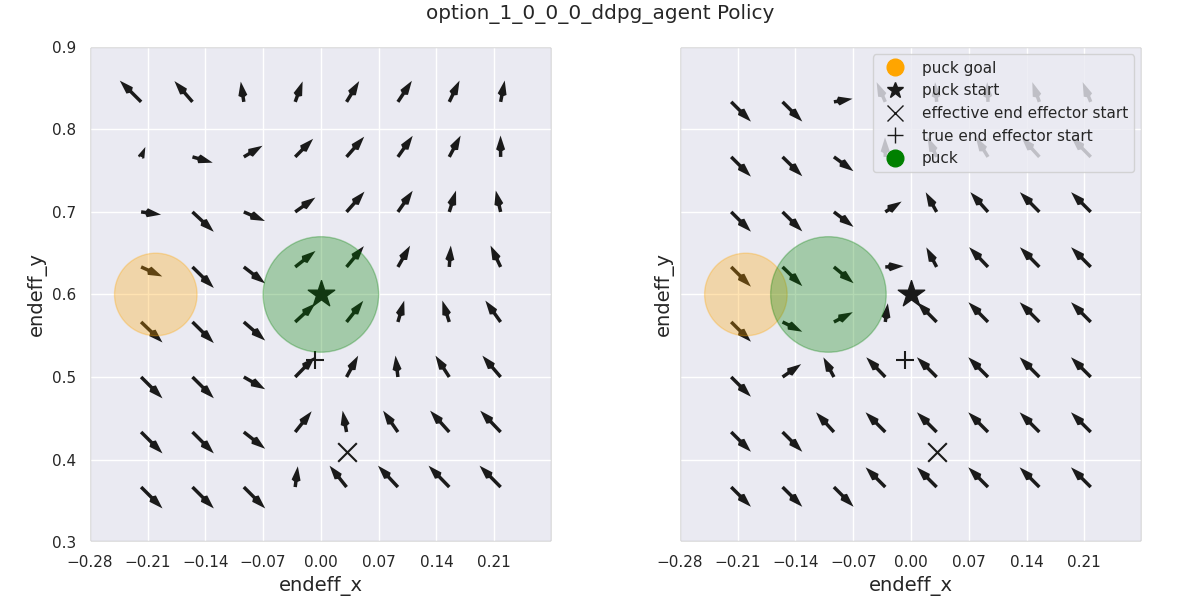 option_1_0_0_0_ddpg_agent Policy
endeff_y
0.9
0.8
0.7
0.6
0.5
0.4
0.3
−0.28 −0.21 −0.14 −0.07 0.00 0.07 0.14 0.21
endeff_x
puck goal
puck start
effective end effector start
true end effector start
puck
endeff_y
−0.28 −0.21 −0.14 −0.07 0.00 0.07 0.14 0.21
endeff_x